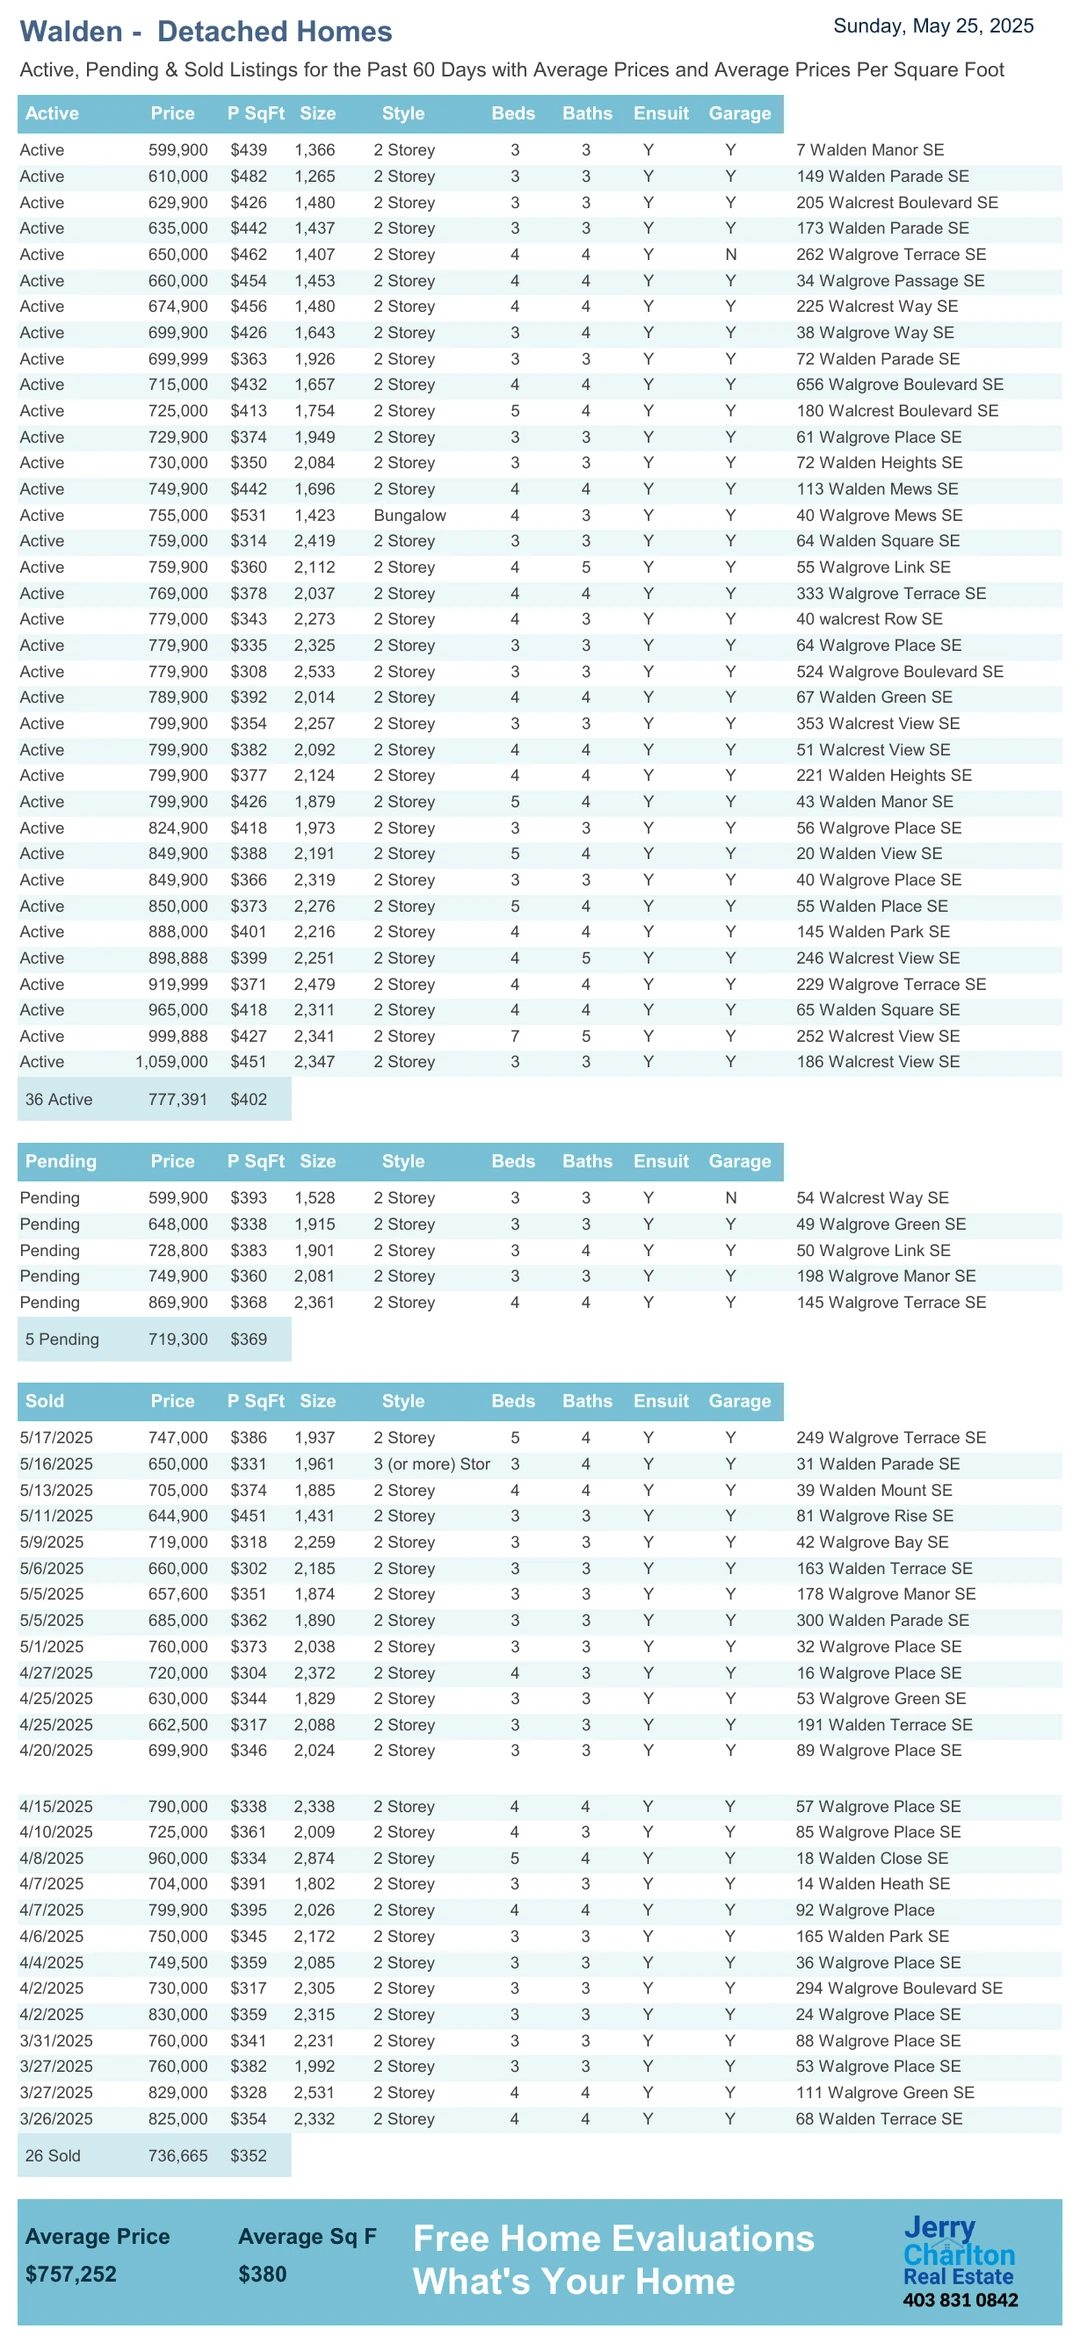 Walden -  Detached Homes
Sunday, May 25, 2025
Active, Pending & Sold Listings for the Past 60 Days with Average Prices and Average Prices Per Square Foot
Active Price P SqFt Size Style Beds Baths Ensuit Garage
Active 599,900 $439 1,366 2 Storey 3 3 Y Y 7 Walden Manor SE
Active 610,000 $482 1,265 2 Storey 3 3 Y Y 149 Walden Parade SE
Active 629,900 $426 1,480 2 Storey 3 3 Y Y 205 Walcrest Boulevard SE
Active 635,000 $442 1,437 2 Storey 3 3 Y Y 173 Walden Parade SE
Active 650,000 $462 1,407 2 Storey 4 4 Y N 262 Walgrove Terrace SE
Active 660,000 $454 1,453 2 Storey 4 4 Y Y 34 Walgrove Passage SE
Active 674,900 $456 1,480 2 Storey 4 4 Y Y 225 Walcrest Way SE
Active 699,900 $426 1,643 2 Storey 3 4 Y Y 38 Walgrove Way SE
Active 699,999 $363 1,926 2 Storey 3 3 Y Y 72 Walden Parade SE
Active 715,000 $432 1,657 2 Storey 4 4 Y Y 656 Walgrove Boulevard SE
Active 725,000 $413 1,754 2 Storey 5 4 Y Y 180 Walcrest Boulevard SE
Active 729,900 $374 1,949 2 Storey 3 3 Y Y 61 Walgrove Place SE
Active 730,000 $350 2,084 2 Storey 3 3 Y Y 72 Walden Heights SE
Active 749,900 $442 1,696 2 Storey 4 4 Y Y 113 Walden Mews SE
Active 755,000 $531 1,423 Bungalow 4 3 Y Y 40 Walgrove Mews SE
Active 759,000 $314 2,419 2 Storey 3 3 Y Y 64 Walden Square SE
Active 759,900 $360 2,112 2 Storey 4 5 Y Y 55 Walgrove Link SE
Active 769,000 $378 2,037 2 Storey 4 4 Y Y 333 Walgrove Terrace SE
Active 779,000 $343 2,273 2 Storey 4 3 Y Y 40 walcrest Row SE
Active 779,900 $335 2,325 2 Storey 3 3 Y Y 64 Walgrove Place SE
Active 779,900 $308 2,533 2 Storey 3 3 Y Y 524 Walgrove Boulevard SE
Active 789,900 $392 2,014 2 Storey 4 4 Y Y 67 Walden Green SE
Active 799,900 $354 2,257 2 Storey 3 3 Y Y 353 Walcrest View SE
Active 799,900 $382 2,092 2 Storey 4 4 Y Y 51 Walcrest View SE
Active 799,900 $377 2,124 2 Storey 4 4 Y Y 221 Walden Heights SE
Active 799,900 $426 1,879 2 Storey 5 4 Y Y 43 Walden Manor SE
Active 824,900 $418 1,973 2 Storey 3 3 Y Y 56 Walgrove Place SE
Active 849,900 $388 2,191 2 Storey 5 4 Y Y 20 Walden View SE
Active 849,900 $366 2,319 2 Storey 3 3 Y Y 40 Walgrove Place SE
Active 850,000 $373 2,276 2 Storey 5 4 Y Y 55 Walden Place SE
Active 888,000 $401 2,216 2 Storey 4 4 Y Y 145 Walden Park SE
Active 898,888 $399 2,251 2 Storey 4 5 Y Y 246 Walcrest View SE
Active 919,999 $371 2,479 2 Storey 4 4 Y Y 229 Walgrove Terrace SE
Active 965,000 $418 2,311 2 Storey 4 4 Y Y 65 Walden Square SE
Active 999,888 $427 2,341 2 Storey 7 5 Y Y 252 Walcrest View SE
Active 1,059,000 $451 2,347 2 Storey 3 3 Y Y 186 Walcrest View SE
36 Active 777,391 $402
Pending Price P SqFt Size Style Beds Baths Ensuit Garage
Pending 599,900 $393 1,528 2 Storey 3 3 Y N 54 Walcrest Way SE
Pending 648,000 $338 1,915 2 Storey 3 3 Y Y 49 Walgrove Green SE
Pending 728,800 $383 1,901 2 Storey 3 4 Y Y 50 Walgrove Link SE
Pending 749,900 $360 2,081 2 Storey 3 3 Y Y 198 Walgrove Manor SE
Pending 869,900 $368 2,361 2 Storey 4 4 Y Y 145 Walgrove Terrace SE
5 Pending 719,300 $369
Sold Price P SqFt Size Style Beds Baths Ensuit Garage
5/17/2025 747,000 $386 1,937 2 Storey 5 4 Y Y 249 Walgrove Terrace SE
5/16/2025 650,000 $331 1,961 3 (or more) Stor 3 4 Y Y 31 Walden Parade SE
5/13/2025 705,000 $374 1,885 2 Storey 4 4 Y Y 39 Walden Mount SE
5/11/2025 644,900 $451 1,431 2 Storey 3 3 Y Y 81 Walgrove Rise SE
5/9/2025 719,000 $318 2,259 2 Storey 3 3 Y Y 42 Walgrove Bay SE
5/6/2025 660,000 $302 2,185 2 Storey 3 3 Y Y 163 Walden Terrace SE
5/5/2025 657,600 $351 1,874 2 Storey 3 3 Y Y 178 Walgrove Manor SE
5/5/2025 685,000 $362 1,890 2 Storey 3 3 Y Y 300 Walden Parade SE
5/1/2025 760,000 $373 2,038 2 Storey 3 3 Y Y 32 Walgrove Place SE
4/27/2025 720,000 $304 2,372 2 Storey 4 3 Y Y 16 Walgrove Place SE
4/25/2025 630,000 $344 1,829 2 Storey 3 3 Y Y 53 Walgrove Green SE
4/25/2025 662,500 $317 2,088 2 Storey 3 3 Y Y 191 Walden Terrace SE
4/20/2025 699,900 $346 2,024 2 Storey 3 3 Y Y 89 Walgrove Place SE
4/15/2025 790,000 $338 2,338 2 Storey 4 4 Y Y 57 Walgrove Place SE
4/10/2025 725,000 $361 2,009 2 Storey 4 3 Y Y 85 Walgrove Place SE
4/8/2025 960,000 $334 2,874 2 Storey 5 4 Y Y 18 Walden Close SE
4/7/2025 704,000 $391 1,802 2 Storey 3 3 Y Y 14 Walden Heath SE
4/7/2025 799,900 $395 2,026 2 Storey 4 4 Y Y 92 Walgrove Place
4/6/2025 750,000 $345 2,172 2 Storey 3 3 Y Y 165 Walden Park SE
4/4/2025 749,500 $359 2,085 2 Storey 3 3 Y Y 36 Walgrove Place SE
4/2/2025 730,000 $317 2,305 2 Storey 3 3 Y Y 294 Walgrove Boulevard SE
4/2/2025 830,000 $359 2,315 2 Storey 3 3 Y Y 24 Walgrove Place SE
3/31/2025 760,000 $341 2,231 2 Storey 3 3 Y Y 88 Walgrove Place SE
3/27/2025 760,000 $382 1,992 2 Storey 3 3 Y Y 53 Walgrove Place SE
3/27/2025 829,000 $328 2,531 2 Storey 4 4 Y Y 111 Walgrove Green SE
3/26/2025 825,000 $354 2,332 2 Storey 4 4 Y Y 68 Walden Terrace SE
26 Sold 736,665 $352
Average Price Average Sq F
$757,252 $380
Free Home Evaluations
What's Your Home
Jerry
Charlton
Real Estate
403 831 0842